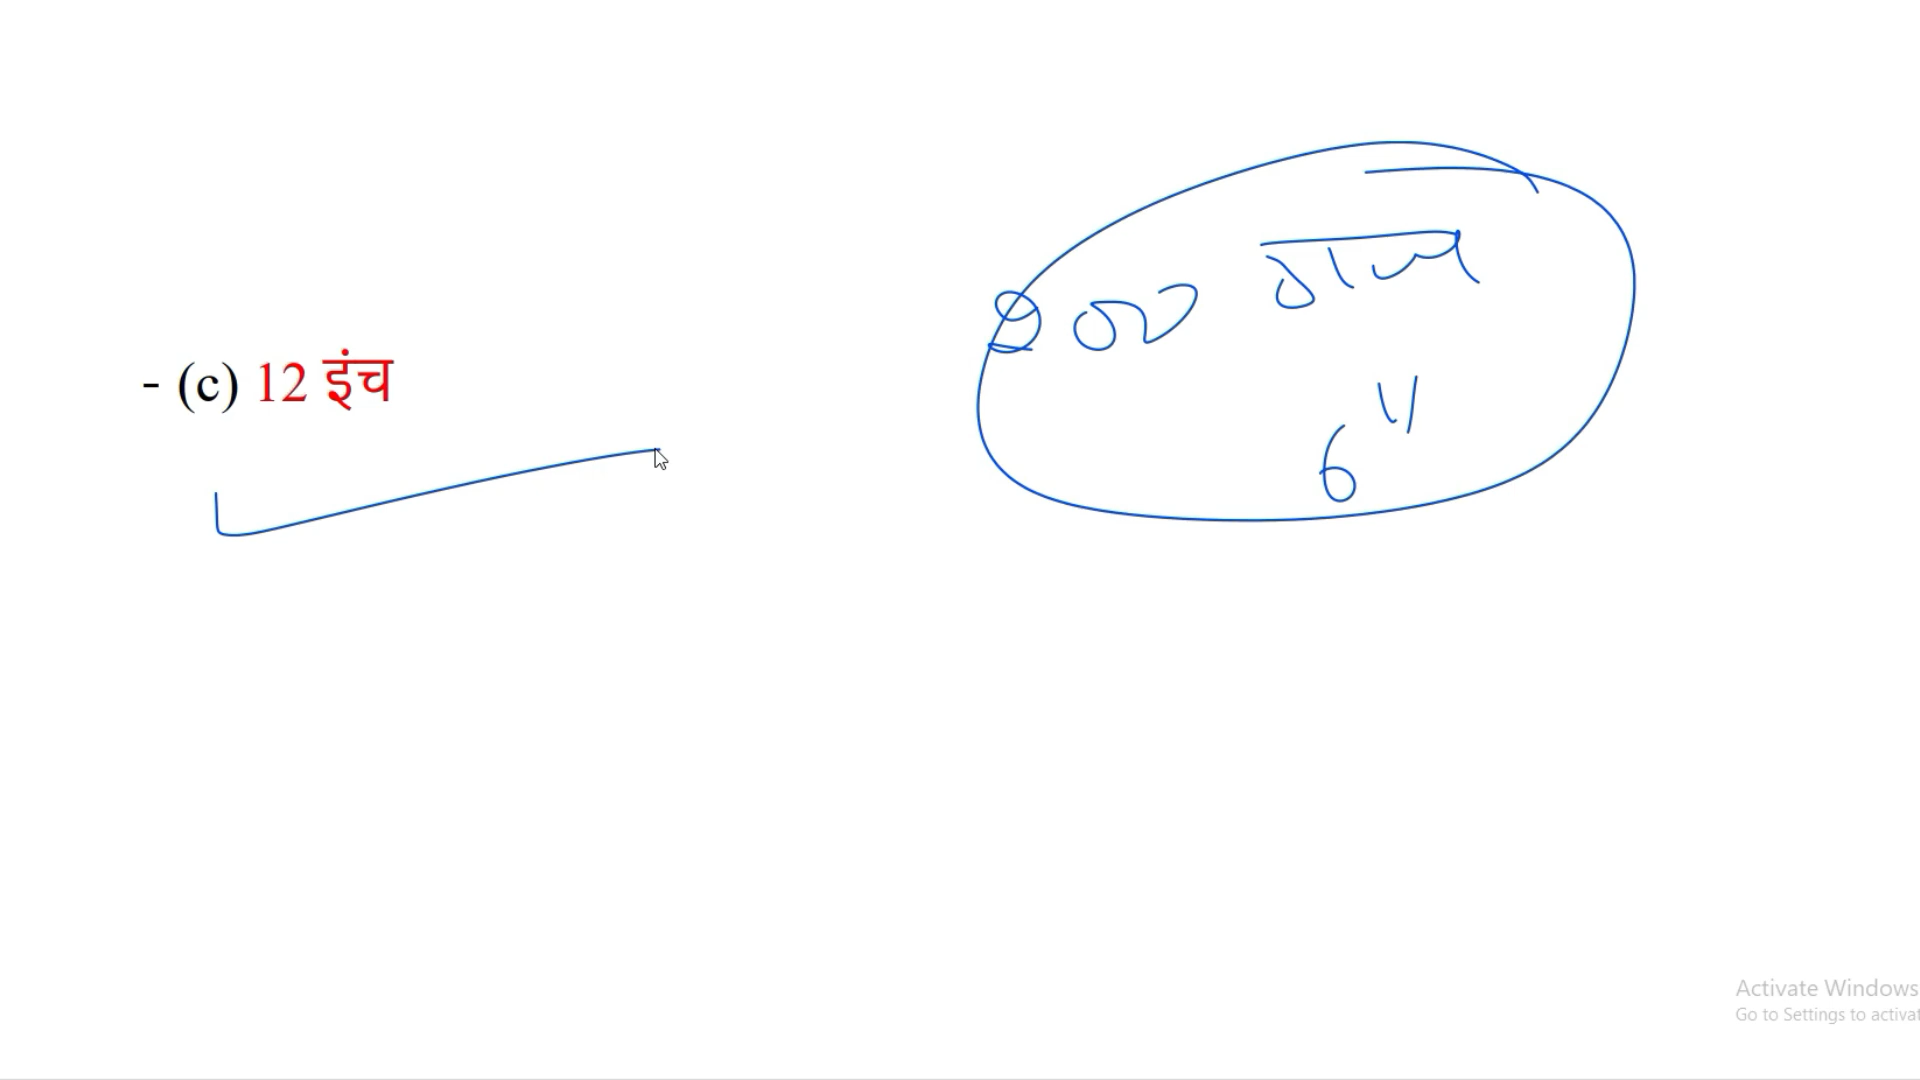 - (c) 12 इंच
6"
Activate Windows
Go to Settings to activat